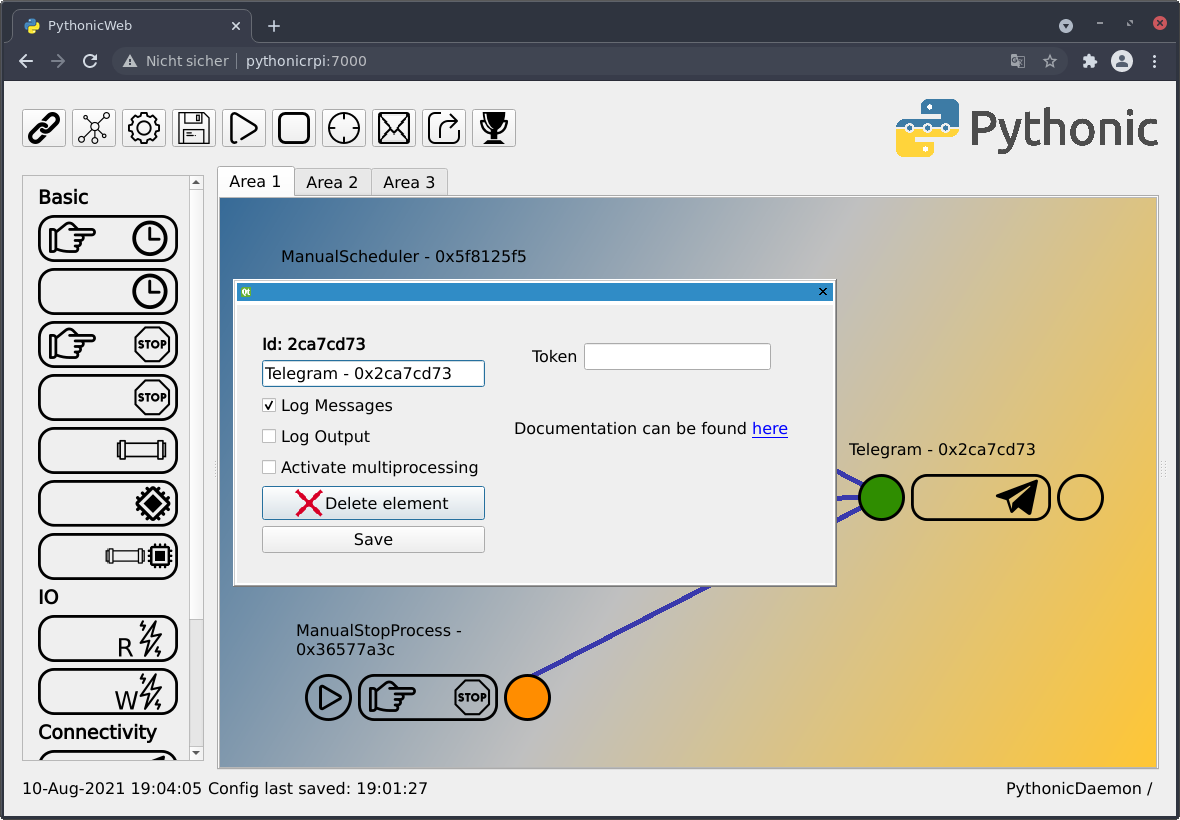 PythonicWeb
Nicht sicher
pythonicrpi:7000
Pythonic
Area 1
Area 2
Area 3
Basic
STOP
STOP
IO
R
W
Connectivity
ManualScheduler - 0x5f8125f5
Id: 2ca7cd73
Telegram - 0x2ca7cd73
Log Messages
Log Output
Activate multiprocessing
Delete element
Save
Token
Documentation can be found here
Telegram - 0x2ca7cd73
ManualStopProcess -
0x36577a3c
STOP
10-Aug-2021 19:04:05 Config last saved: 19:01:27
PythonicDaemon /